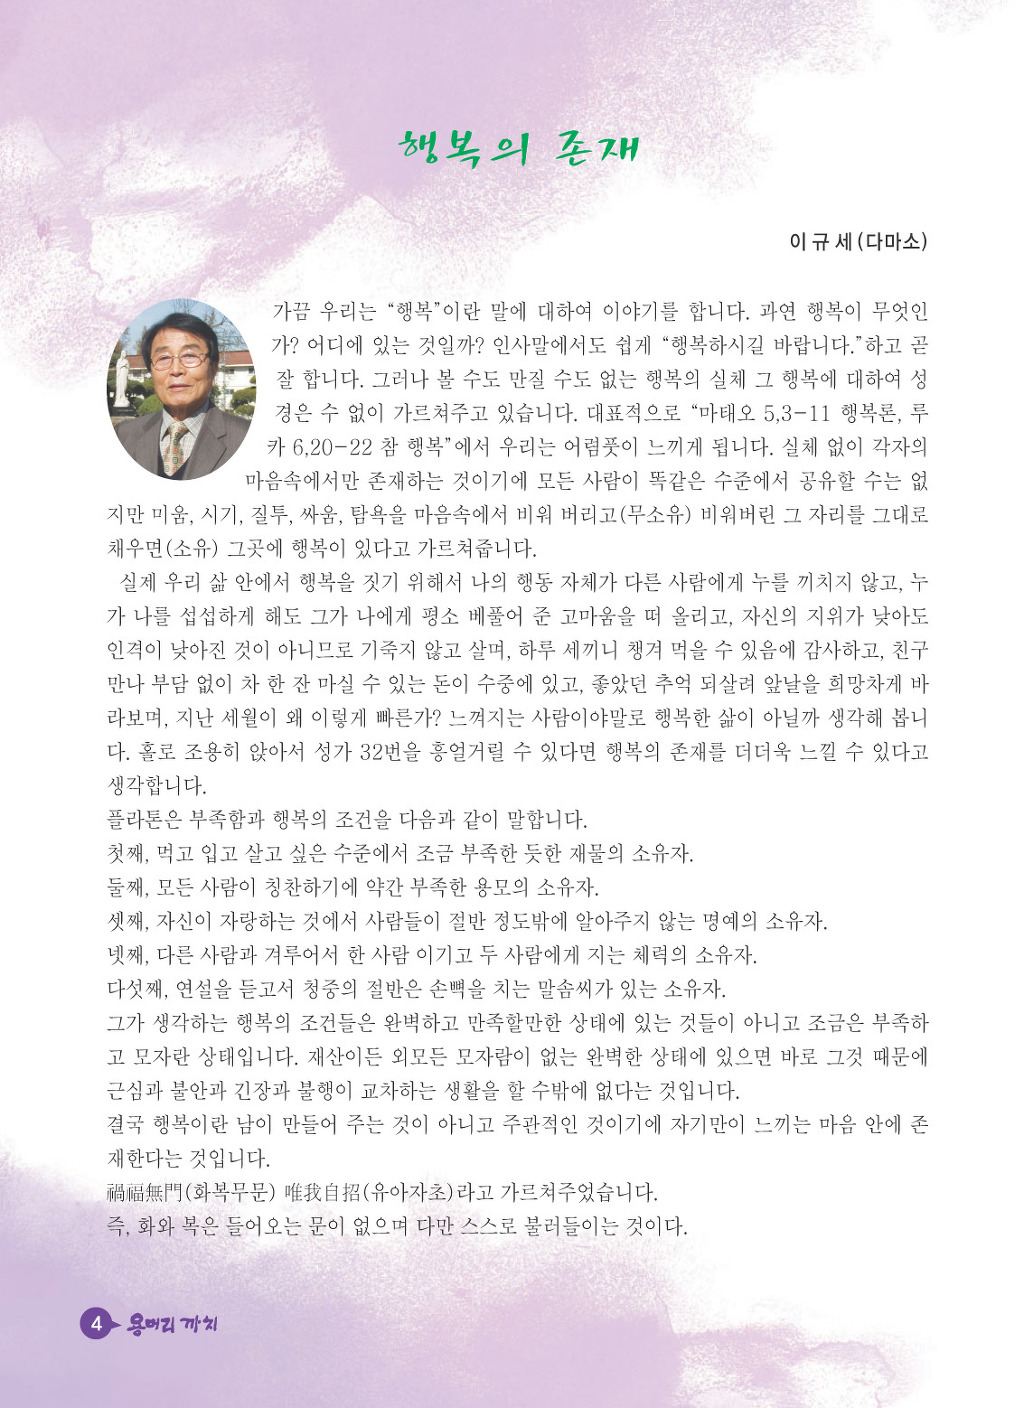 행복의 존재
이 규 세(다마소)
가끔 우리는 “행복”이란 말에 대하여 이야기를 합니다. 과연 행복이 무엇인
가? 어디에 있는 것일까? 인사말에서도 쉽게 “행복하시길 바랍니다.”하고 곧
잘 합니다. 그러나 볼 수도 만질 수도 없는 행복의 실체 그 행복에 대하여 성
경은 수 없이 가르쳐주고 있습니다. 대표적으로 “마태오 5,3-11 행복론, 루
카 6,20-22 참 행복”에서 우리는 어렴풋이 느끼게 됩니다. 실체 없이 각자의
마음속에서만 존재하는 것이기에 모든 사람이 똑같은 수준에서 공유할 수는 없
지만 미움, 시기, 질투, 싸움, 탐욕을 마음속에서 비워 버리고(무소유) 비워버린 그 자리를 그대로
채우면(소유) 그곳에 행복이 있다고 가르쳐줍니다.
실제 우리 삶 안에서 행복을 짓기 위해서 나의 행동 자체가 다른 사람에게 누를 끼치지 않고, 누
가 나를 섭섭하게 해도 그가 나에게 평소 베풀어 준 고마움을 떠 올리고, 자신의 지위가 낮아도
인격이 낮아진 것이 아니므로 기죽지 않고 살며, 하루 세끼니 챙겨 먹을 수 있음에 감사하고, 친구
만나 부담 없이 차 한 잔 마실 수 있는 돈이 수중에 있고, 좋았던 추억 되살려 앞날을 희망차게 바
라보며, 지난 세월이 왜 이렇게 빠른가? 느껴지는 사람이야말로 행복한 삶이 아닐까 생각해 봅니
다. 홀로 조용히 앉아서 성가 32번을 흥얼거릴 수 있다면 행복의 존재를 더더욱 느낄 수 있다고
생각합니다.
플라톤은 부족함과 행복의 조건을 다음과 같이 말합니다.
첫째, 먹고 입고 살고 싶은 수준에서 조금 부족한 듯한 재물의 소유자.
둘째, 모든 사람이 칭찬하기에 약간 부족한 용모의 소유자.
셋째, 자신이 자랑하는 것에서 사람들이 절반 정도밖에 알아주지 않는 명예의 소유자.
넷째, 다른 사람과 겨루어서 한 사람 이기고 두 사람에게 지는 체력의 소유자.
다섯째, 연설을 듣고서 청중의 절반은 손뼉을 치는 말솜씨가 있는 소유자.
그가 생각하는 행복의 조건들은 완벽하고 만족할만한 상태에 있는 것들이 아니고 조금은 부족하
고 모자란 상태입니다. 재산이든 외모든 모자람이 없는 완벽한 상태에 있으면 바로 그것 때문에
근심과 불안과 긴장과 불행이 교차하는 생활을 할 수밖에 없다는 것입니다.
결국 행복이란 남이 만들어 주는 것이 아니고 주관적인 것이기에 자기만이 느끼는 마음 안에 존
재한다는 것입니다.
禍福無門(화복무문) 唯我自招(유아자초)라고 가르쳐주었습니다.
즉, 화와 복은 들어오는 문이 없으며 다만 스스로 불러들이는 것이다.
4 용머리 까치